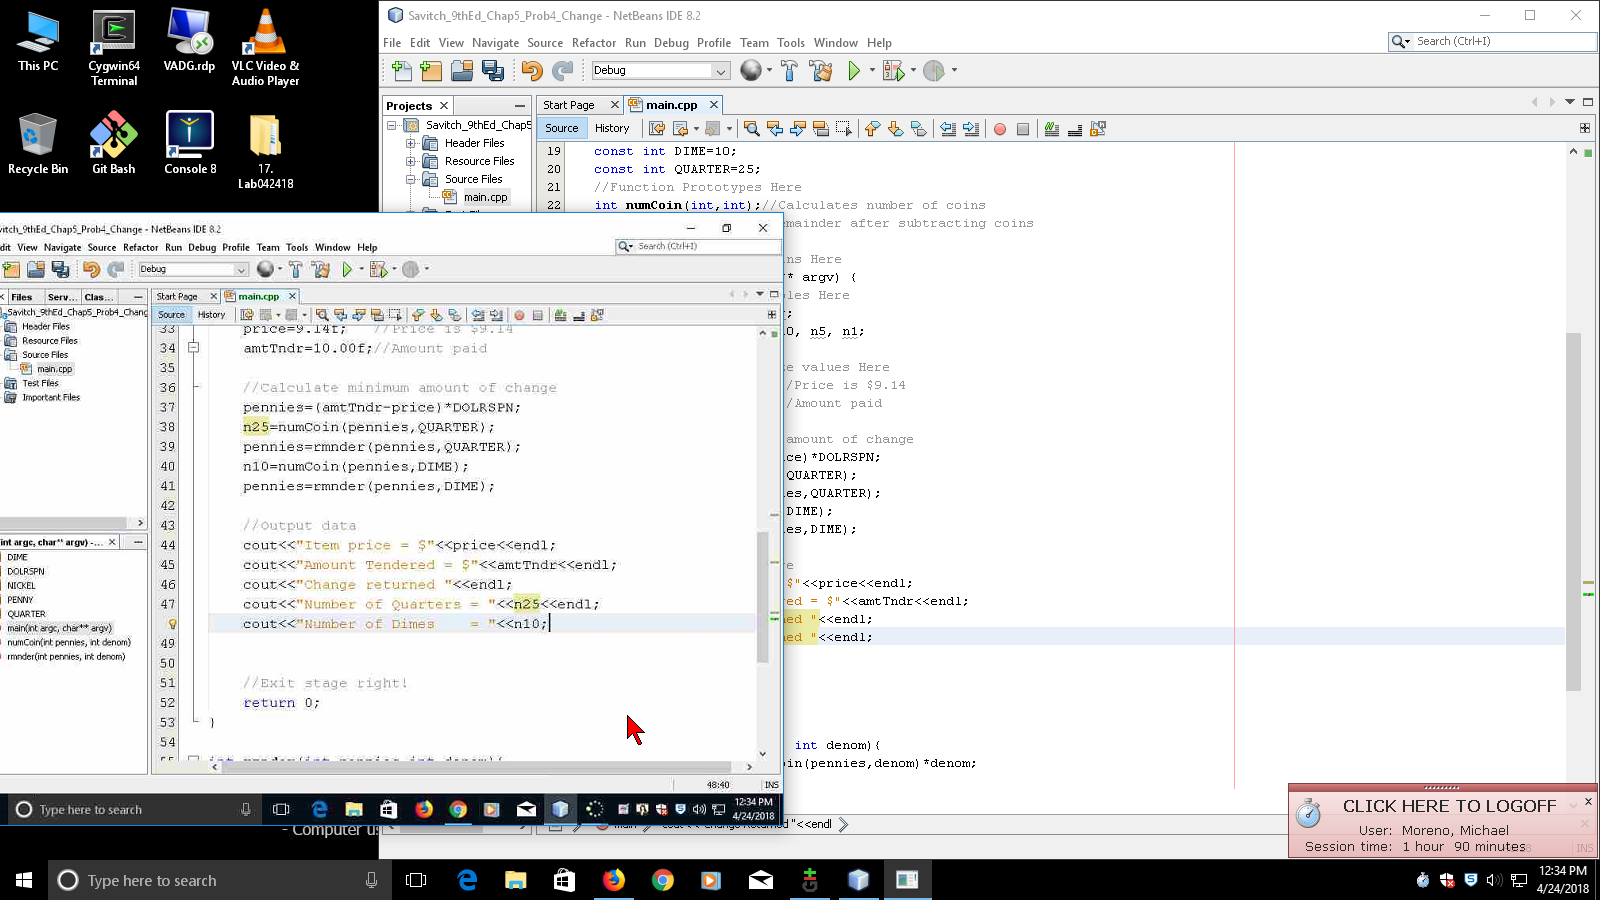 This PC
Cygwin64 Terminal
VADG.rdp
VLC Video & Audio Player
Recycle Bin
Git Bash
Console 8
17. Lab042418
Savitch_9thEd_Chap5_Prob4_Change - NetBeans IDE 8.2
File Edit View Navigate Source Refactor Run Debug Profile Team Tools Window Help
Search (Ctrl+I)
Debug
Projects
Start Page
main.cpp
Source History
Savitch_9thEd_Chap5
Header Files
Resource Files
Source Files
main.cpp
19 const int DIME=10;
20 const int QUARTER=25;
21 //Function Prototypes Here
22 int numCoin(int,int);//Calculates number of coins
emainder after subtracting coins
ns Here
* argv) {
les Here
;
0, n5, n1;
e values Here
/Price is $9.14
/Amount paid
amount of change
ce)*DOLRSPN;
QUARTER);
es,QUARTER);
DIME);
es,DIME);
e
$"<<price<<endl;
red = $"<<amtTndr<<endl;
ned "<<endl;
ned "<<endl;
int denom){
in(pennies,denom)*denom;
vitch_9thEd_Chap5_Prob4_Change - NetBeans IDE 8.2
dit View Navigate Source Refactor Run Debug Profile Team Tools Window Help
Search (Ctrl+I)
Debug
Files Serv... Clas...
Start Page main.cpp
Source History
Savitch_9thEd_Chap5_Prob4_Chang
Header Files
Resource Files
Source Files
main.cpp
Test Files
Important Files
33 price=9.14f; //Price is $9.14
34 amtTndr=10.00f;//Amount paid
35
36 //Calculate minimum amount of change
37 pennies=(amtTndr-price)*DOLRSPN;
38 n25=numCoin(pennies,QUARTER);
39 pennies=rmnder(pennies,QUARTER);
40 n10=numCoin(pennies,DIME);
41 pennies=rmnder(pennies,DIME);
42
43 //Output data
44 cout<<"Item price = $"<<price<<endl;
45 cout<<"Amount Tendered = $"<<amtTndr<<endl;
46 cout<<"Change returned "<<endl;
47 cout<<"Number of Quarters = "<<n25<<endl;
cout<<"Number of Dimes    = "<<n10;
49
50
51 //Exit stage right!
52 return 0;
53 }
54
55 int rmnder(int pennies,int denom){
(int argc, char** argv) -...
DIME
DOLRSPN
NICKEL
PENNY
QUARTER
main(int argc, char** argv)
numCoin(int pennies, int denom)
rmnder(int pennies, int denom)
48:40 INS
Type here to search
12:34 PM
4/24/2018
- Computer us
CLICK HERE TO LOGOFF
User: Moreno, Michael
Session time: 1 hour 90 minutes
INS
Type here to search
12:34 PM
4/24/2018